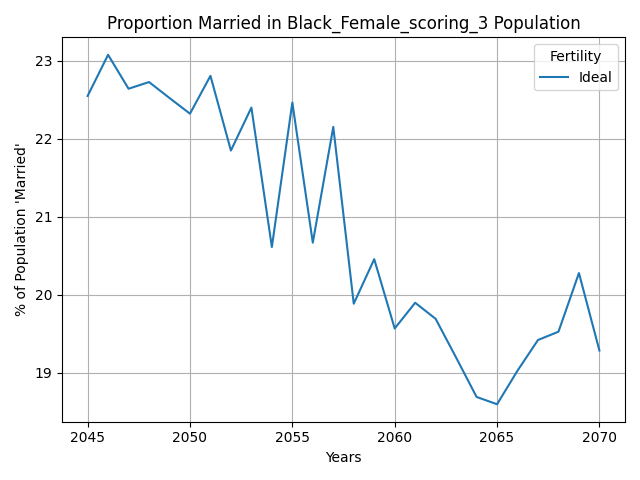 Proportion Married in Black_Female_scoring_3 Population
Fertility
Ideal
% of Population 'Married'
23
22
21
20
19
2045
2050
2055
2060
2065
2070
Years